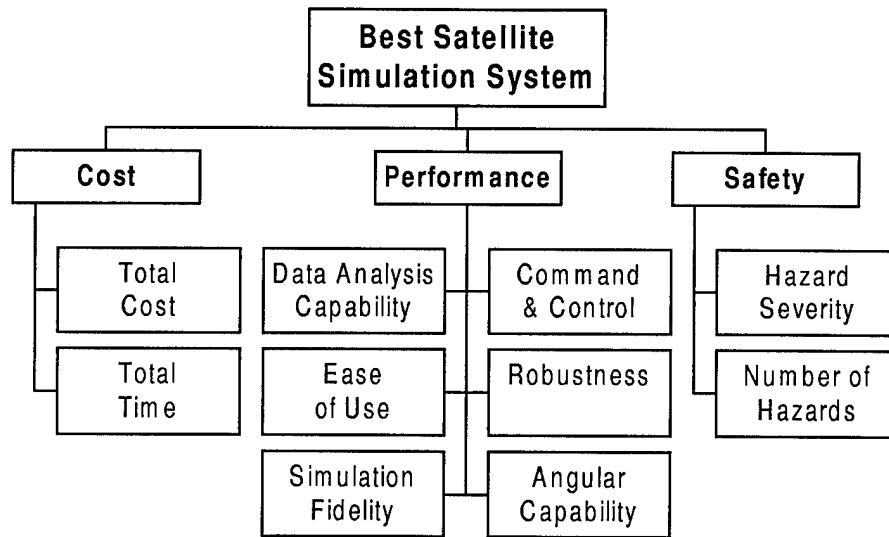 Best Satellite
Simulation System
Cost
Performance
Safety
Total
Cost
Total
Time
Data Analysis
Capability
Command
& Control
Ease
of Use
Robustness
Simulation
Fidelity
Angular
Capability
Hazard
Severity
Number of
Hazards